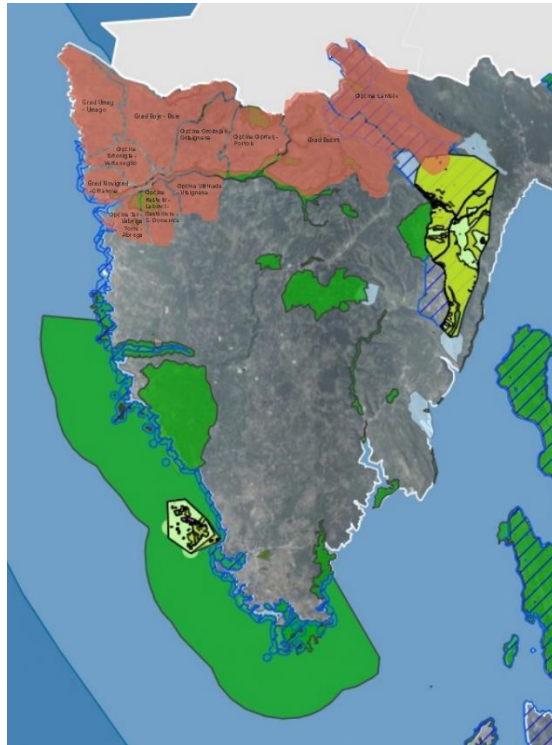 Grad Umag
- Umago
Grad Buje - Buie
Općina Lanišće
Grad Buzet
Općina Oprtalj -
Portole
Općina Grožnjan -
Grisignana
Općina
Brtonigla -
Verteneglio
Grad Novigrad
- Cittanova
Općina Vižinada
- Visignano
Općina
Kaštelir -
Labinci -
Castelliere -
S. Domenica
Općina Tar -
Vabriga
Torre -
Abrega